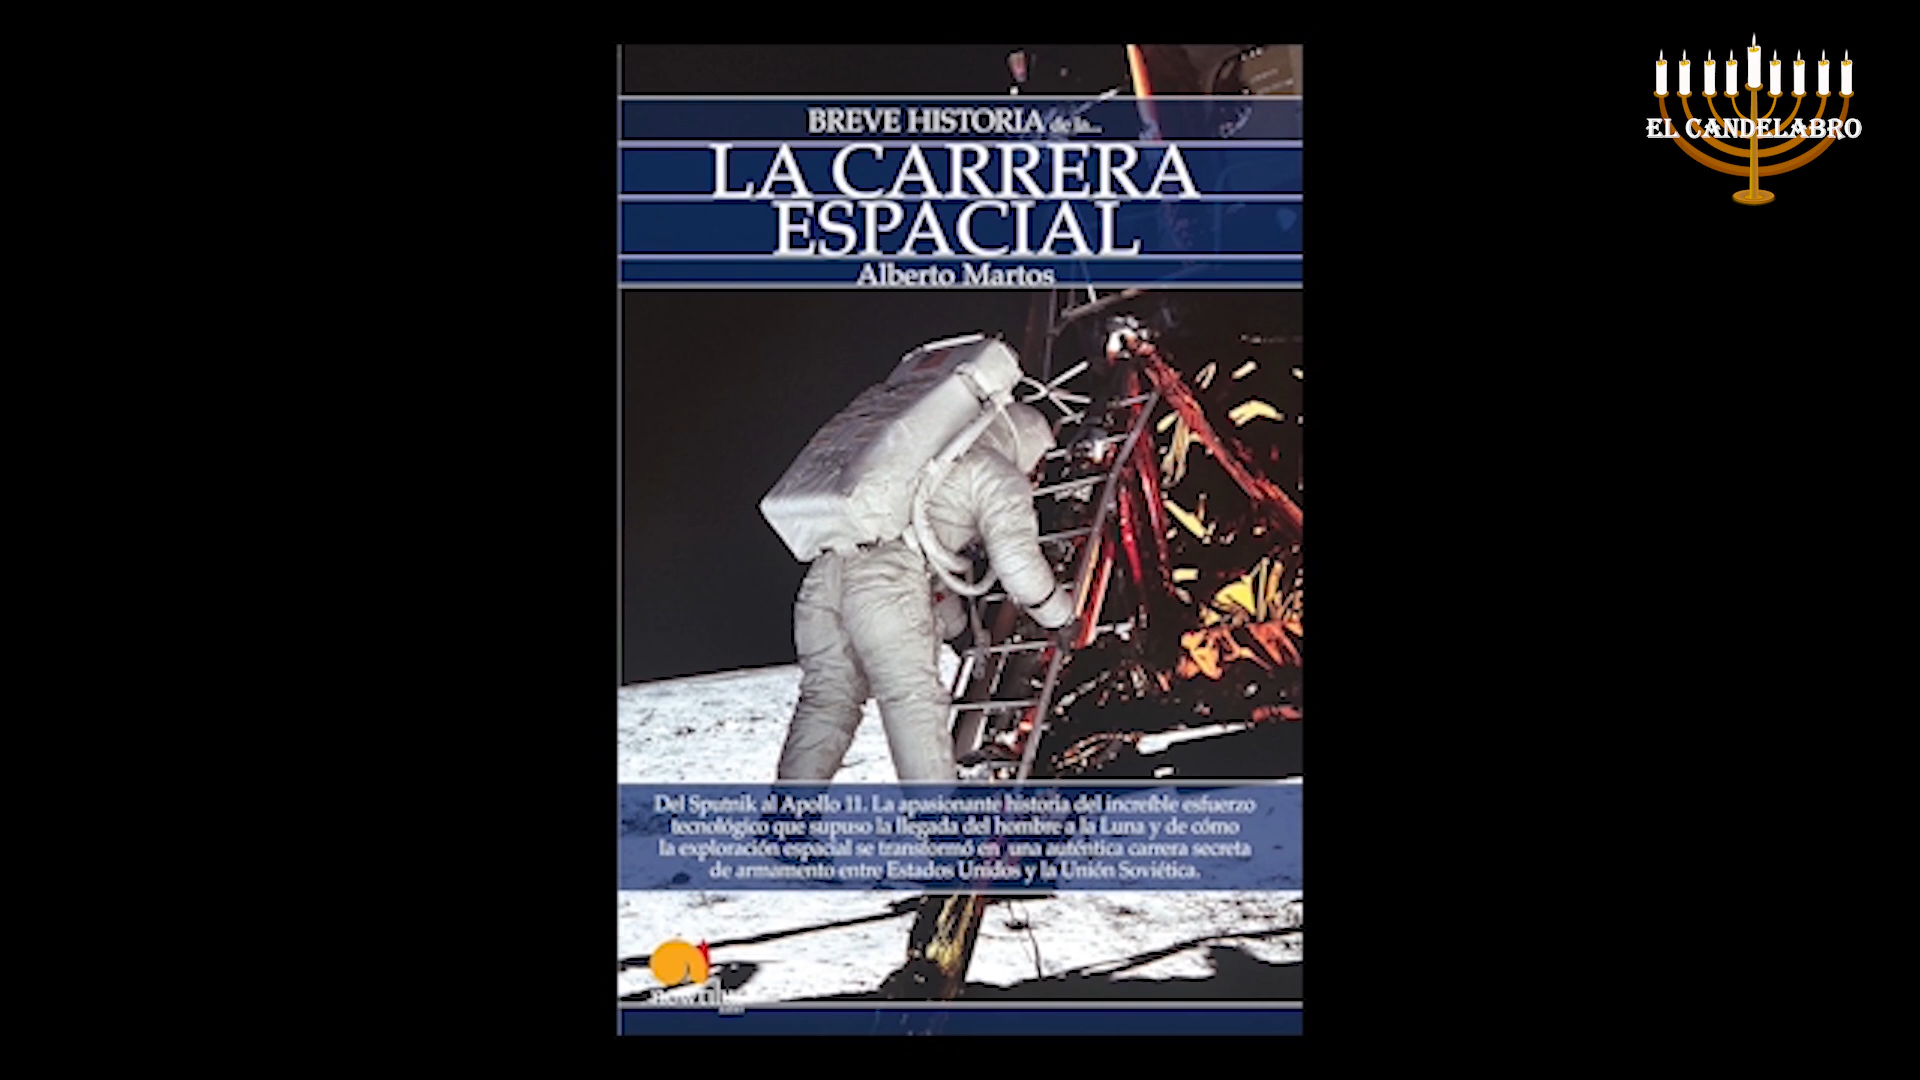 BREVE HISTORIA de la...
LA CARRERA
ESPACIAL
Alberto Martos
Del Sputnik al Apollo 11. La apasionante historia del increíble esfuerzo
tecnológico que supuso la llegada del hombre a la Luna y de cómo
la exploración espacial se transformó en una auténtica carrera secreta
de armamento entre Estados Unidos y la Unión Soviética.
nowtilus
EL CANDELABRO